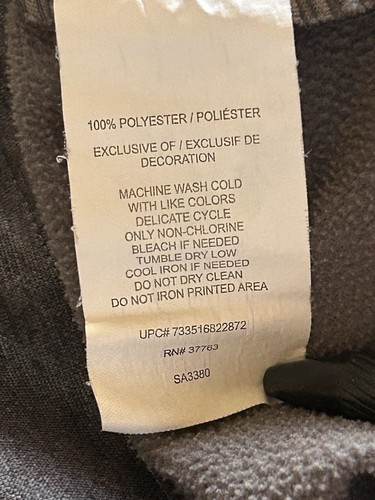 100% POLYESTER / POLIÉSTER
EXCLUSIVE OF / EXCLUSIF DE
DECORATION
MACHINE WASH COLD
WITH LIKE COLORS
DELICATE CYCLE
ONLY NON-CHLORINE
BLEACH IF NEEDED
TUMBLE DRY LOW
COOL IRON IF NEEDED
DO NOT DRY CLEAN
DO NOT IRON PRINTED AREA
UPC# 733516822872
RN# 37763
SA3380